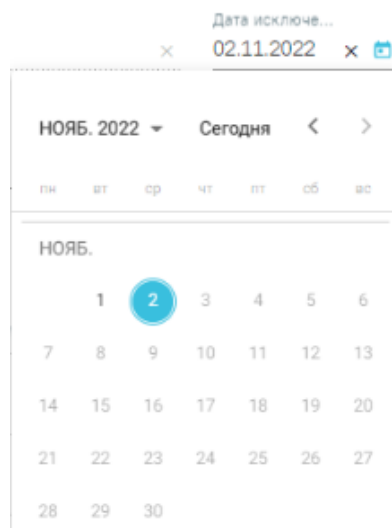 Дата исключе...
02.11.2022
НОЯБ. 2022 Сегодня
пн вт ср чт пт сб вс
НОЯБ.
1 2 3 4 5 6
7 8 9 10 11 12 13
14 15 16 17 18 19 20
21 22 23 24 25 26 27
28 29 30